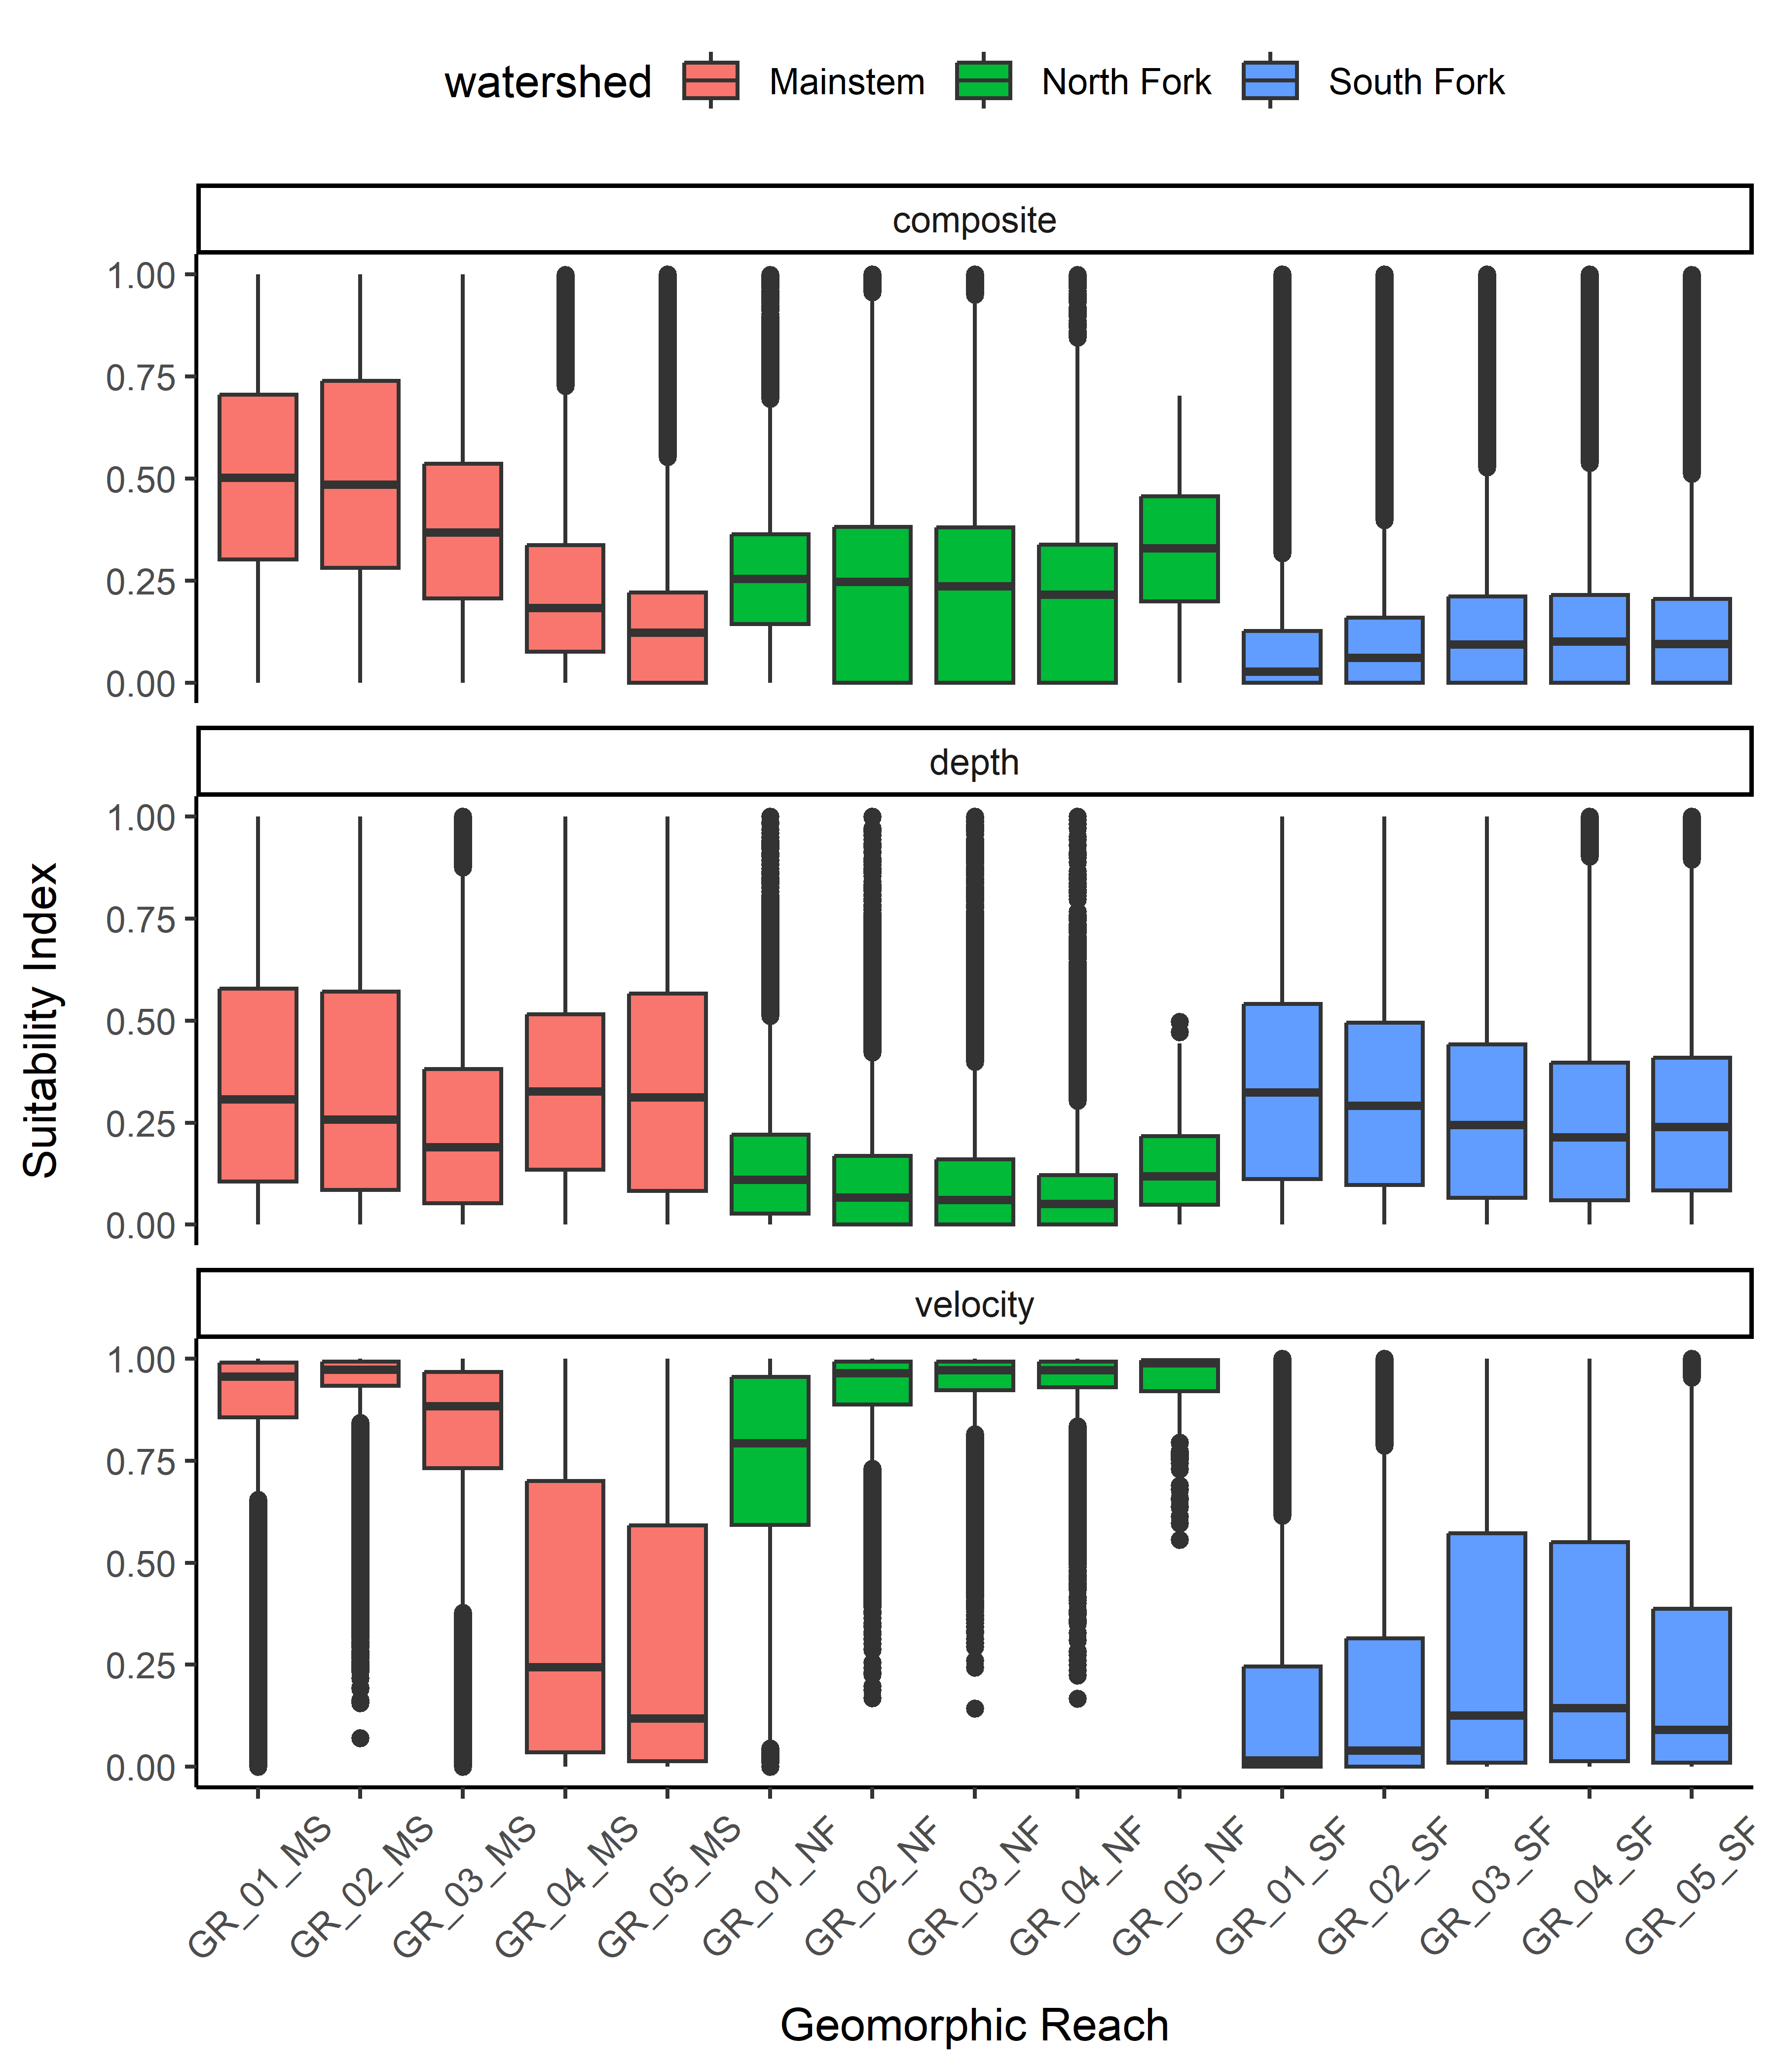 watershed Mainstem North Fork South Fork
composite
1.00
0.75
0.50
0.25
0.00
depth
1.00
0.75
0.50
0.25
0.00
velocity
1.00
0.75
0.50
0.25
0.00
Suitability Index
GR_01_MS GR_02_MS GR_03_MS GR_04_MS GR_05_MS GR_01_NF GR_02_NF GR_03_NF GR_04_NF GR_05_NF GR_01_SF GR_02_SF GR_03_SF GR_04_SF GR_05_SF
Geomorphic Reach